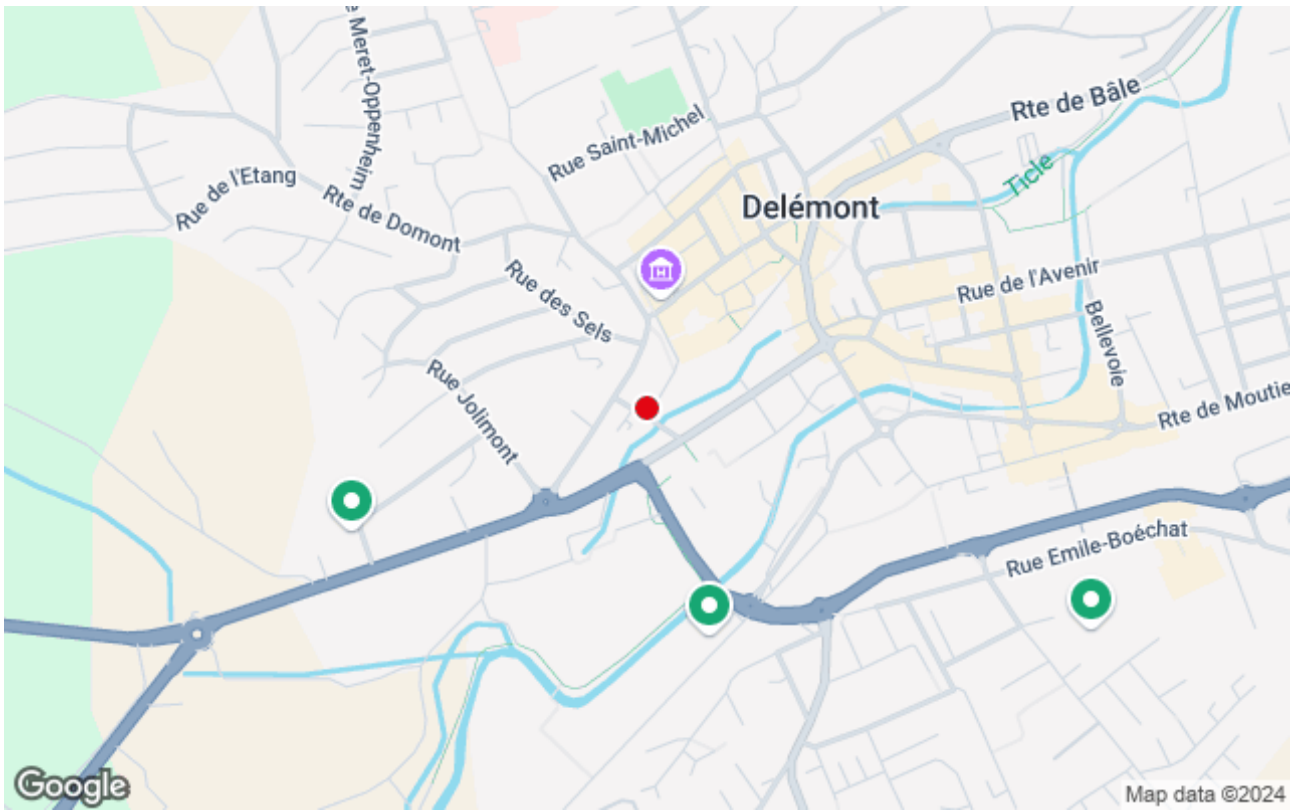 e Meret-Oppenheim
Rte de Bâle
Rue Saint-Michel
Ticle
Rue de l'Etang
Rte de Domont
Delémont
Rue de l'Avenir
Rue des Sels
Bellevoie
Rue Jolimont
Rte de Moutie
Rue Emile-Boéchat
Google
Map data ©2024